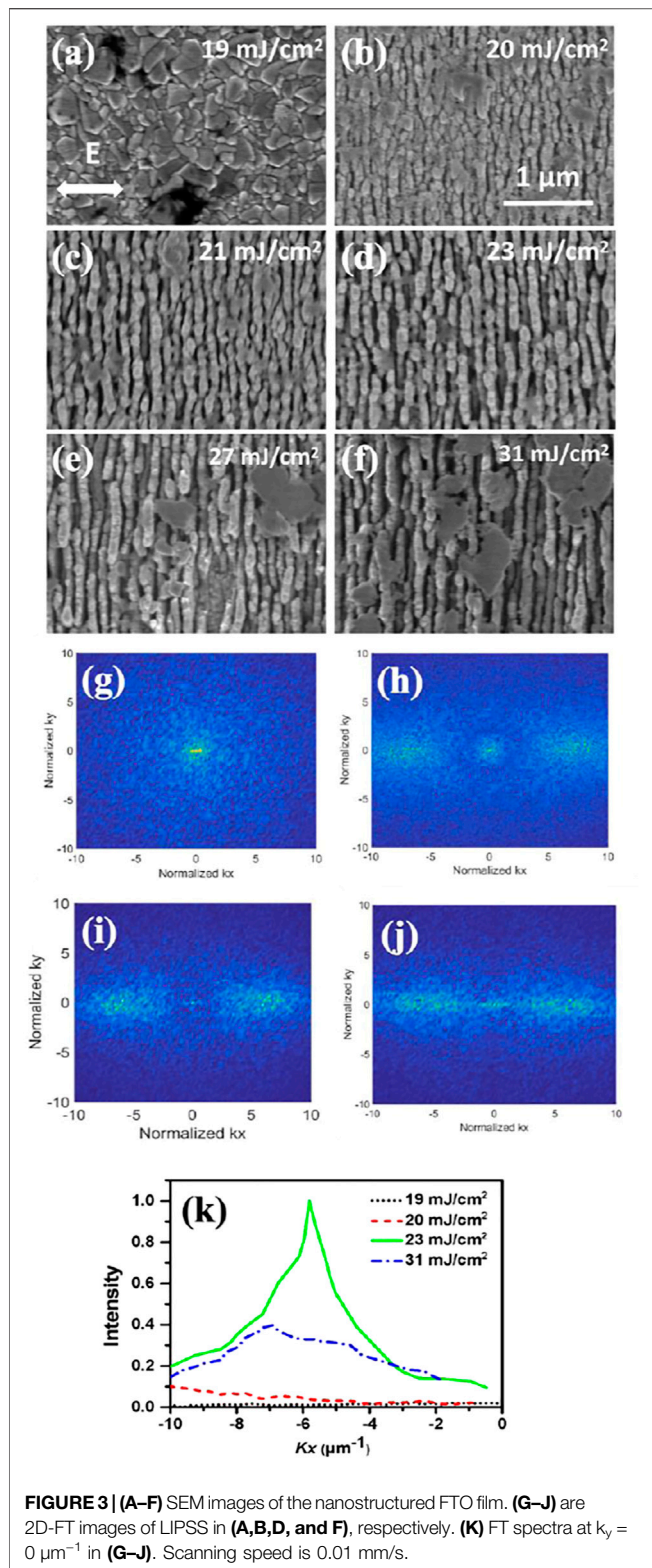 (a) 19 mJ/cm²
E
(b) 20 mJ/cm²
1 μm
(c) 21 mJ/cm²
(d) 23 mJ/cm²
(e) 27 mJ/cm²
(f) 31 mJ/cm²
(g)
10
5
0
-5
-10
Normalized ky
-10 -5 0 5 10
Normalized kx
(h)
10
5
0
-5
-10
Normalized ky
-10 -5 0 5 10
Normalized kx
(i)
10
5
0
-5
-10
Normalized ky
-10 -5 0 5 10
Normalized kx
(j)
10
5
0
-5
-10
Normalized ky
-10 -5 0 5 10
Normalized kx
(k)
19 mJ/cm²
20 mJ/cm²
23 mJ/cm²
31 mJ/cm²
1.0
0.8
0.6
0.4
0.2
0.0
Intensity
-10 -8 -6 -4 -2 0
Kx (μm⁻¹)
FIGURE 3 | (A–F) SEM images of the nanostructured FTO film. (G–J) are
2D-FT images of LIPSS in (A,B,D, and F), respectively. (K) FT spectra at kᵧ =
0 μm⁻¹ in (G–J). Scanning speed is 0.01 mm/s.